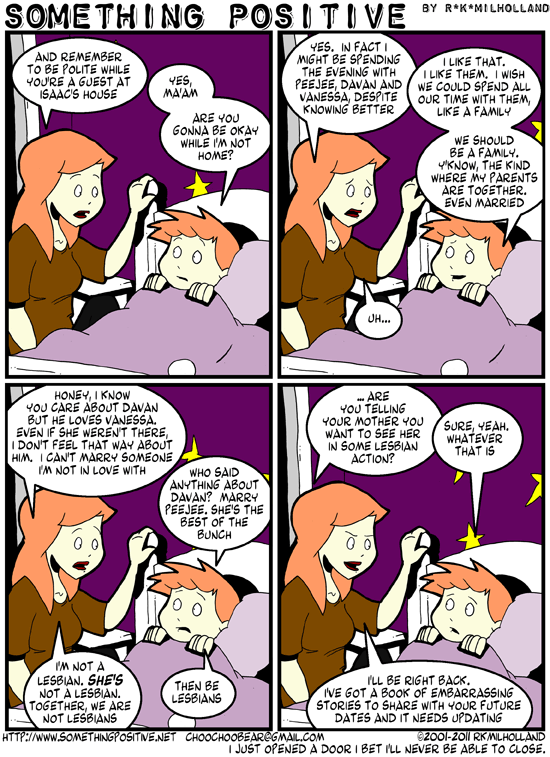 SOMETHING POSITIVE BY R*K*MILHOLLAND
AND REMEMBER
TO BE POLITE WHILE
YOU'RE A GUEST AT
ISAAC'S HOUSE
YES,
MA'AM
ARE YOU
GONNA BE OKAY
WHILE I'M NOT
HOME?
YES. IN FACT I
MIGHT BE SPENDING
THE EVENING WITH
PEEJEE, DAVAN AND
VANESSA, DESPITE
KNOWING BETTER
I LIKE THAT.
I LIKE THEM. I WISH
WE COULD SPEND ALL
OUR TIME WITH THEM,
LIKE A FAMILY
WE SHOULD
BE A FAMILY.
Y'KNOW, THE KIND
WHERE MY PARENTS
ARE TOGETHER.
EVEN MARRIED
UH...
HONEY, I KNOW
YOU CARE ABOUT DAVAN
BUT HE LOVES VANESSA.
EVEN IF SHE WEREN'T THERE,
I DON'T FEEL THAT WAY ABOUT
HIM. I CAN'T MARRY SOMEONE
I'M NOT IN LOVE WITH
WHO SAID
ANYTHING ABOUT
DAVAN? MARRY
PEEJEE. SHE'S THE
BEST OF THE
BUNCH
I'M NOT A
LESBIAN. SHE'S
NOT A LESBIAN.
TOGETHER, WE ARE
NOT LESBIANS
THEN BE
LESBIANS
... ARE
YOU TELLING
YOUR MOTHER YOU
WANT TO SEE HER
IN SOME LESBIAN
ACTION?
SURE, YEAH.
WHATEVER
THAT IS
I'LL BE RIGHT BACK.
I'VE GOT A BOOK OF EMBARRASSING
STORIES TO SHARE WITH YOUR FUTURE
DATES AND IT NEEDS UPDATING
HTTP://WWW.SOMETHINGPOSITIVE.NET CHOOCHOOBEAR@GMAIL.COM ©2001-2011 RKMILHOLLAND
I JUST OPENED A DOOR I BET I'LL NEVER BE ABLE TO CLOSE.